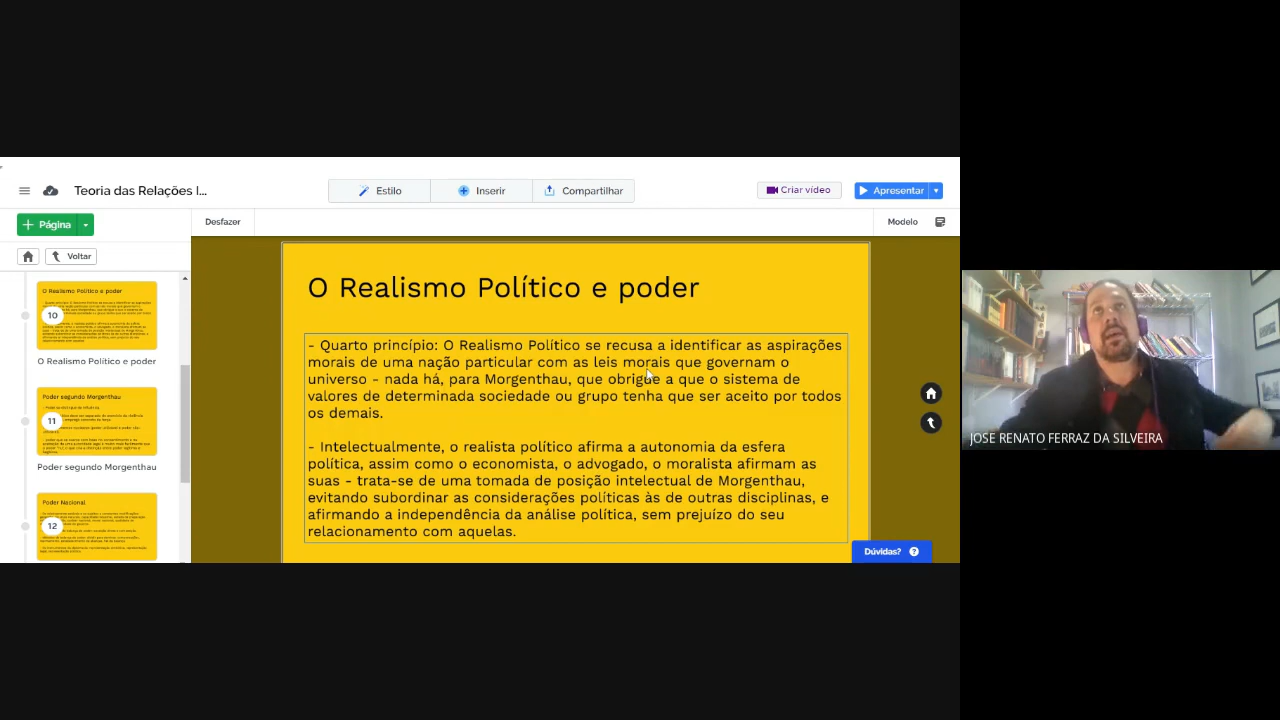 Teoria das Relações I...
Estilo
Inserir
Compartilhar
Criar vídeo
Apresentar
Página
Desfazer
Modelo
Voltar
O Realismo Político e poder
10
O Realismo Político e poder
Poder segundo Morgenthau
11
Poder segundo Morgenthau
Poder Nacional
12
O Realismo Político e poder
- Quarto princípio: O Realismo Político se recusa a identificar as aspirações
morais de uma nação particular com as leis morais que governam o
universo - nada há, para Morgenthau, que obrigue a que o sistema de
valores de determinada sociedade ou grupo tenha que ser aceito por todos
os demais.
- Intelectualmente, o realista político afirma a autonomia da esfera
política, assim como o economista, o advogado, o moralista afirmam as
suas - trata-se de uma tomada de posição intelectual de Morgenthau,
evitando subordinar as considerações políticas às de outras disciplinas, e
afirmando a independência da análise política, sem prejuízo do seu
relacionamento com aquelas.
Dúvidas?
JOSE RENATO FERRAZ DA SILVEIRA